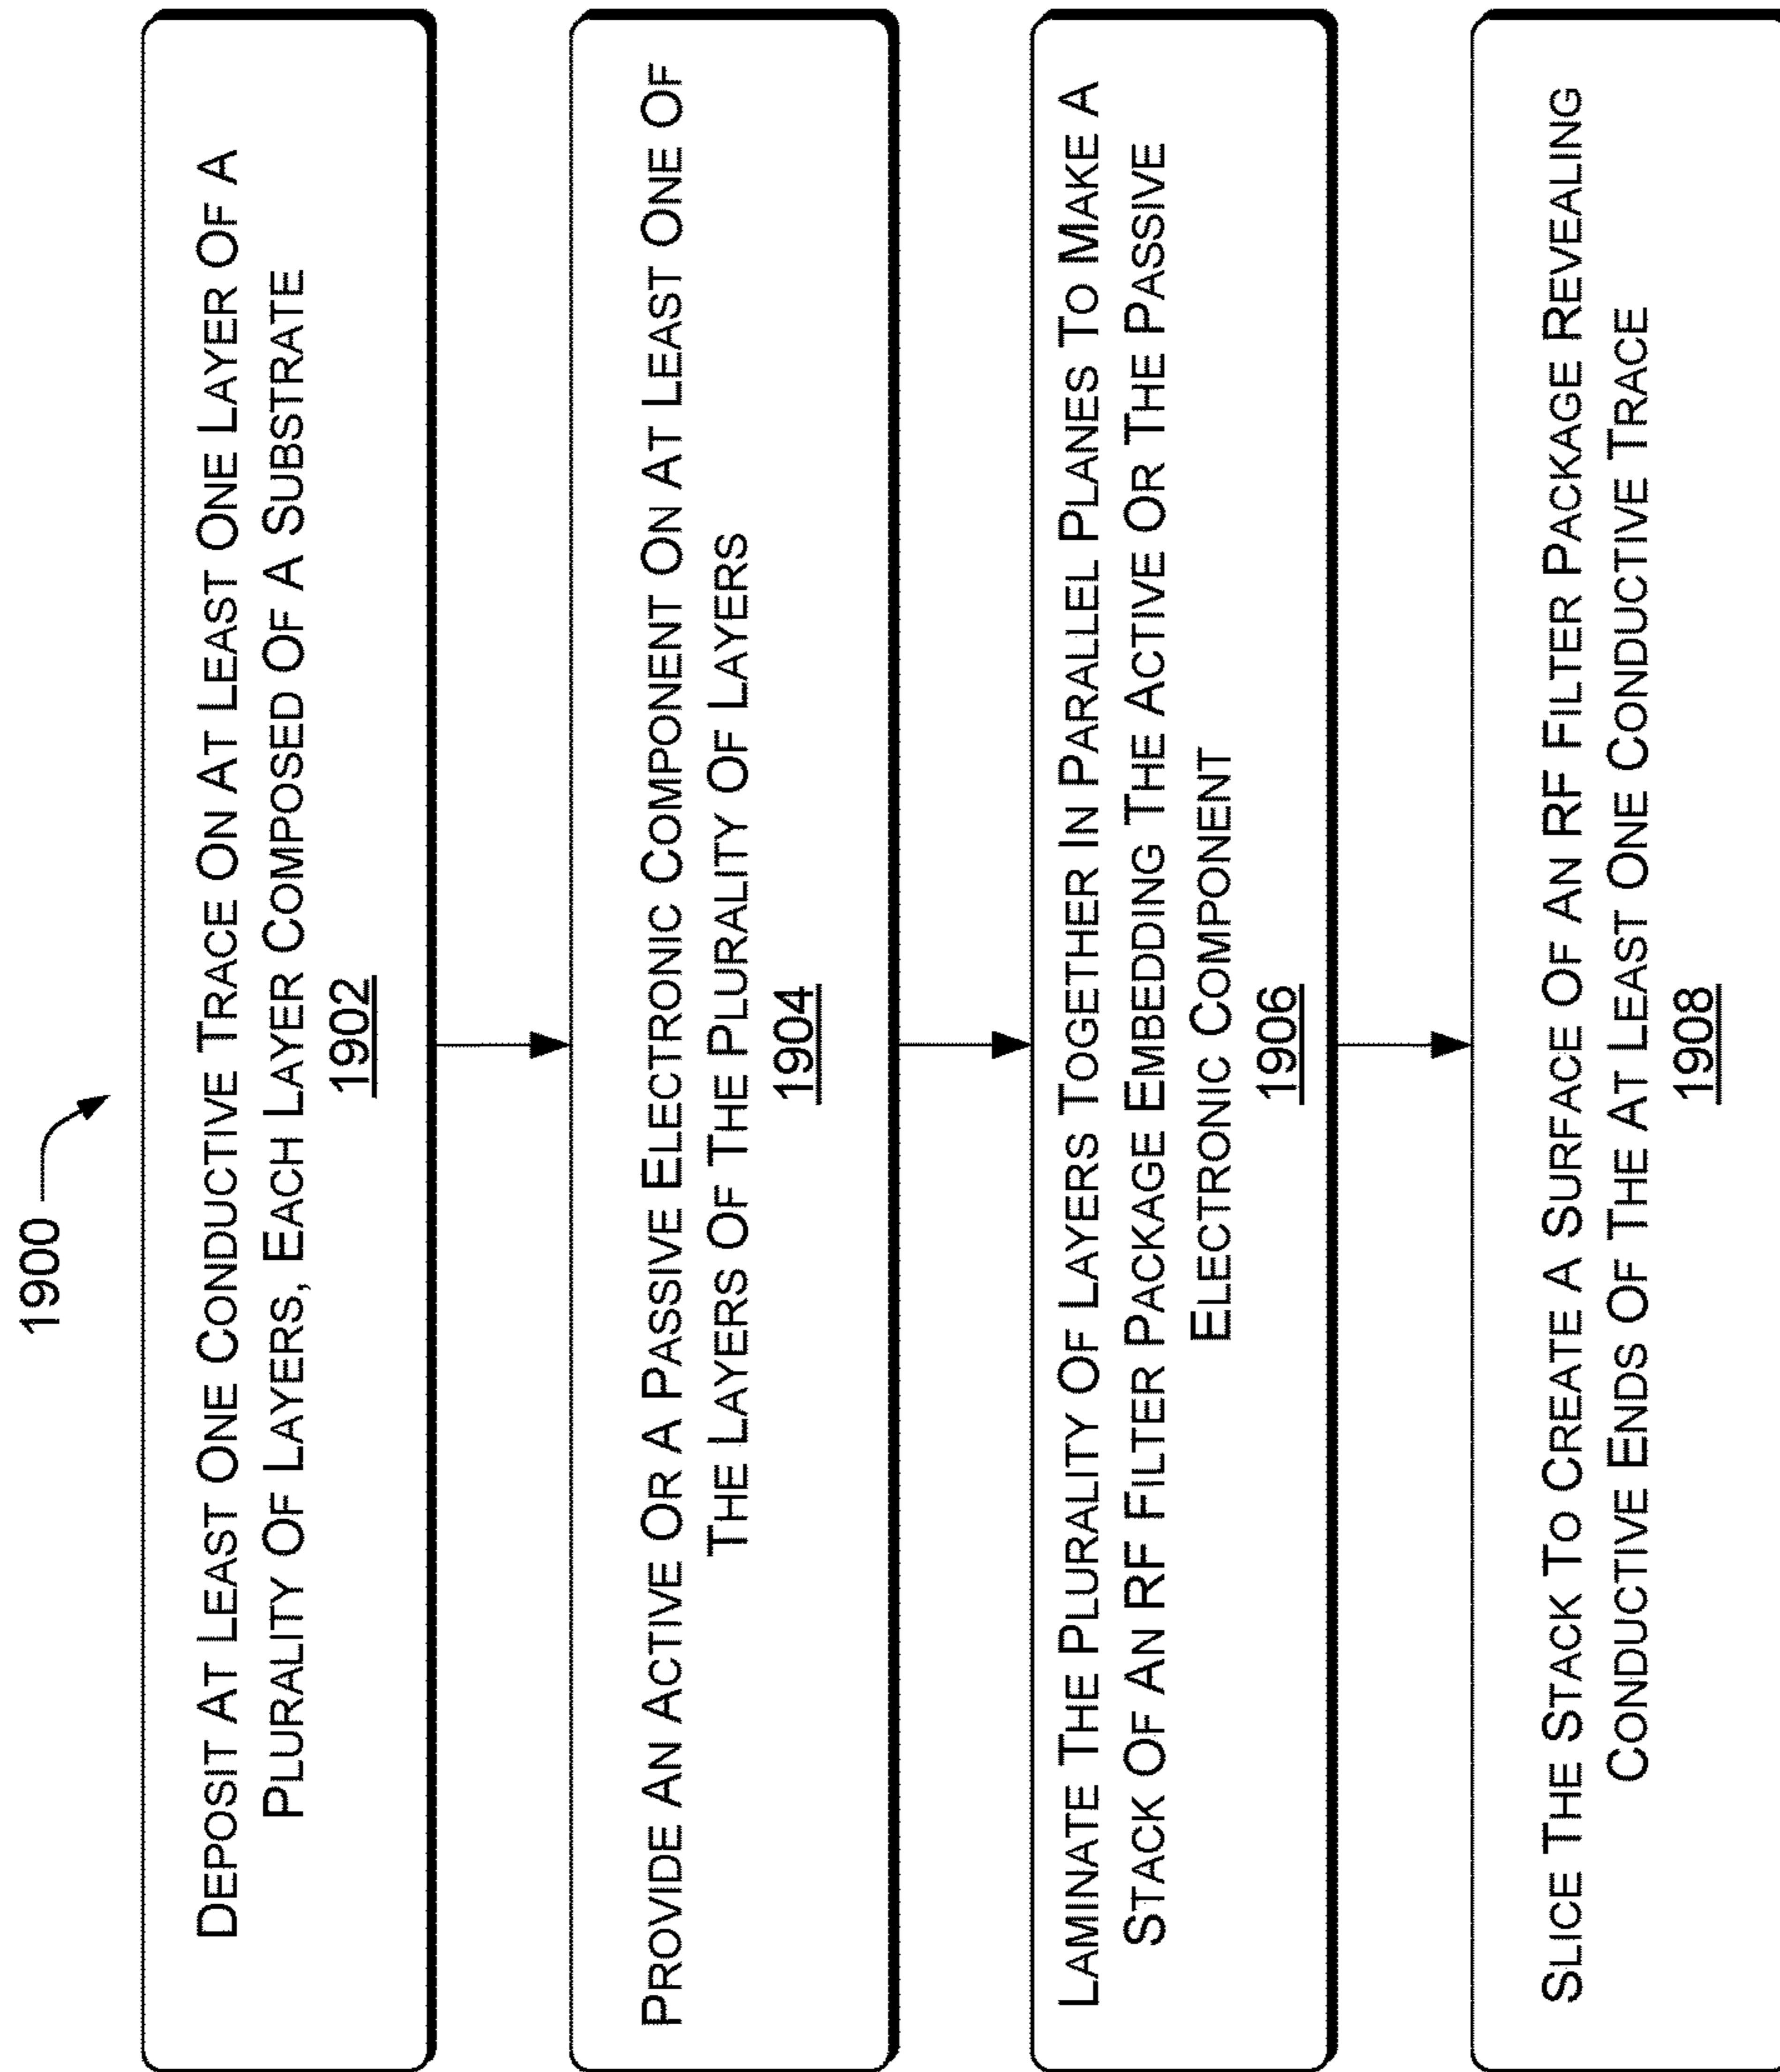 1900
DEPOSIT AT LEAST ONE CONDUCTIVE TRACE ON AT LEAST ONE LAYER OF A
PLURALITY OF LAYERS, EACH LAYER COMPOSED OF A SUBSTRATE
1902
PROVIDE AN ACTIVE OR A PASSIVE ELECTRONIC COMPONENT ON AT LEAST ONE OF
THE LAYERS OF THE PLURALITY OF LAYERS
1904
LAMINATE THE PLURALITY OF LAYERS TOGETHER IN PARALLEL PLANES TO MAKE A
STACK OF AN RF FILTER PACKAGE EMBEDDING THE ACTIVE OR THE PASSIVE
ELECTRONIC COMPONENT
1906
SLICE THE STACK TO CREATE A SURFACE OF AN RF FILTER PACKAGE REVEALING
CONDUCTIVE ENDS OF THE AT LEAST ONE CONDUCTIVE TRACE
1908